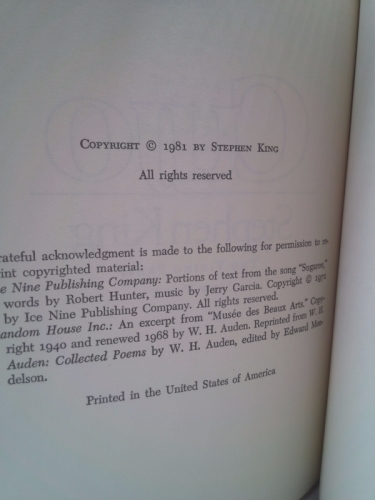 Copyright © 1981 by Stephen King
All rights reserved
rateful acknowledgment is made to the following for permission to re-
int copyrighted material:
e Nine Publishing Company: Portions of text from the song "Sugaree,"
words by Robert Hunter, music by Jerry Garcia. Copyright © 1971
by Ice Nine Publishing Company. All rights reserved.
andom House Inc.: An excerpt from "Musée des Beaux Arts." Copy-
right 1940 and renewed 1968 by W. H. Auden. Reprinted from W. H.
Auden: Collected Poems by W. H. Auden, edited by Edward Men-
delson.
Printed in the United States of America